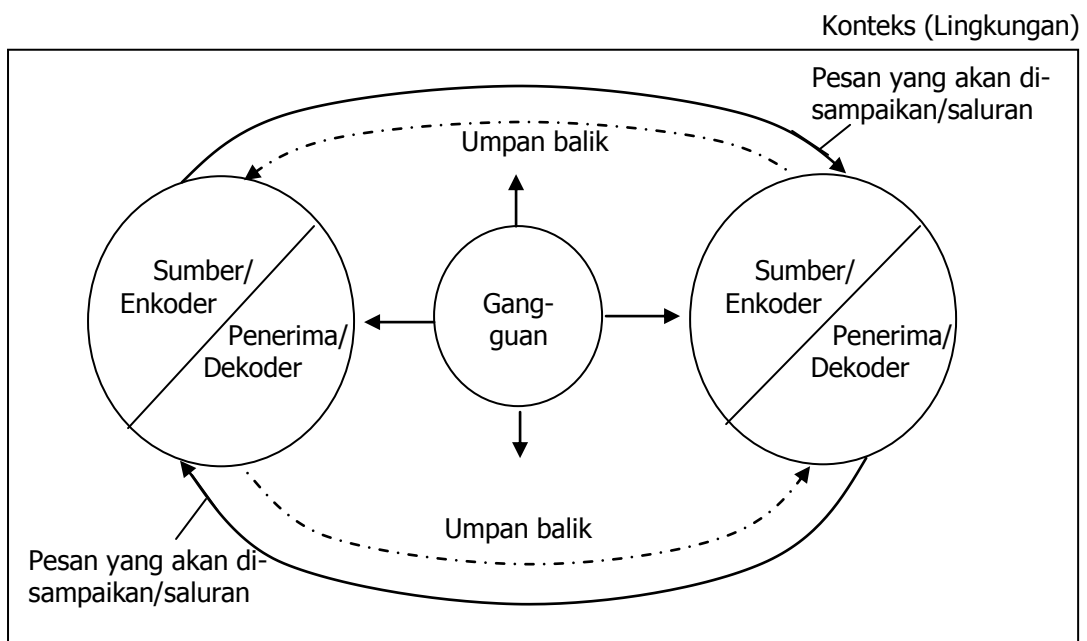 Konteks (Lingkungan)
Pesan yang akan di-
sampaikan/saluran
Umpan balik
Sumber/
Enkoder
Penerima/
Dekoder
Gang-
guan
Sumber/
Enkoder
Penerima/
Dekoder
Umpan balik
Pesan yang akan di-
sampaikan/saluran